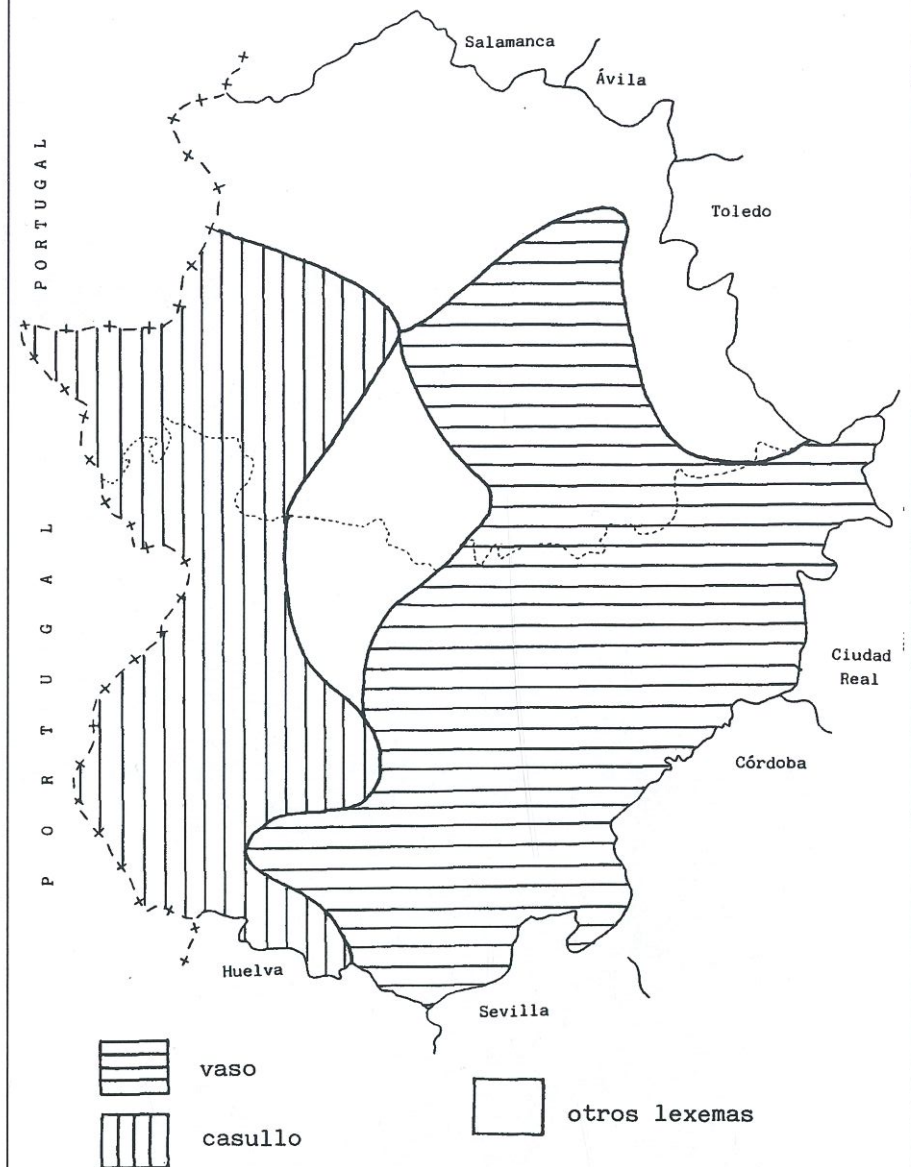 Salamanca
Ávila
PORTUGAL
Toledo
PORTUGAL
Ciudad
Real
Córdoba
Huelva
Sevilla
vaso
casullo
otros lexemas